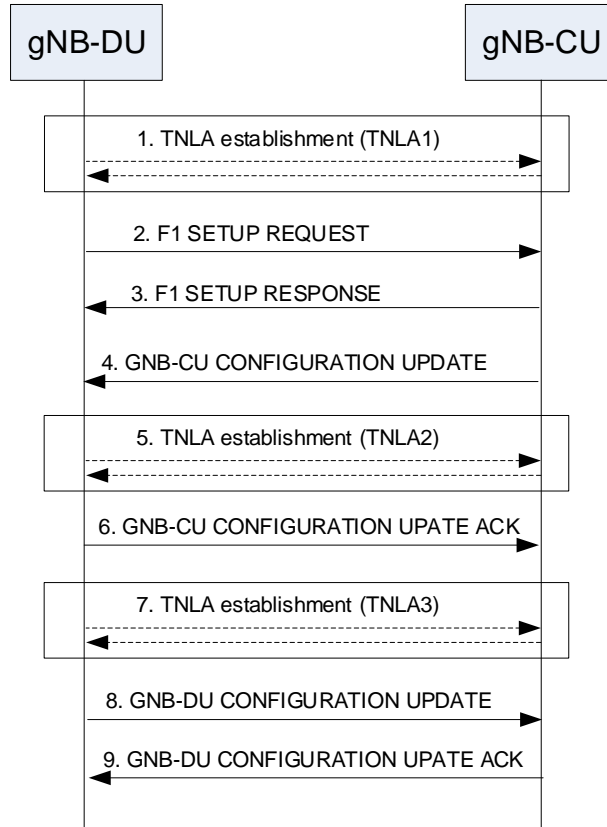 gNB-DU
gNB-CU
1. TNLA establishment (TNLA1)
2. F1 SETUP REQUEST
3. F1 SETUP RESPONSE
4. GNB-CU CONFIGURATION UPDATE
5. TNLA establishment (TNLA2)
6. GNB-CU CONFIGURATION UPATE ACK
7. TNLA establishment (TNLA3)
8. GNB-DU CONFIGURATION UPDATE
9. GNB-DU CONFIGURATION UPATE ACK